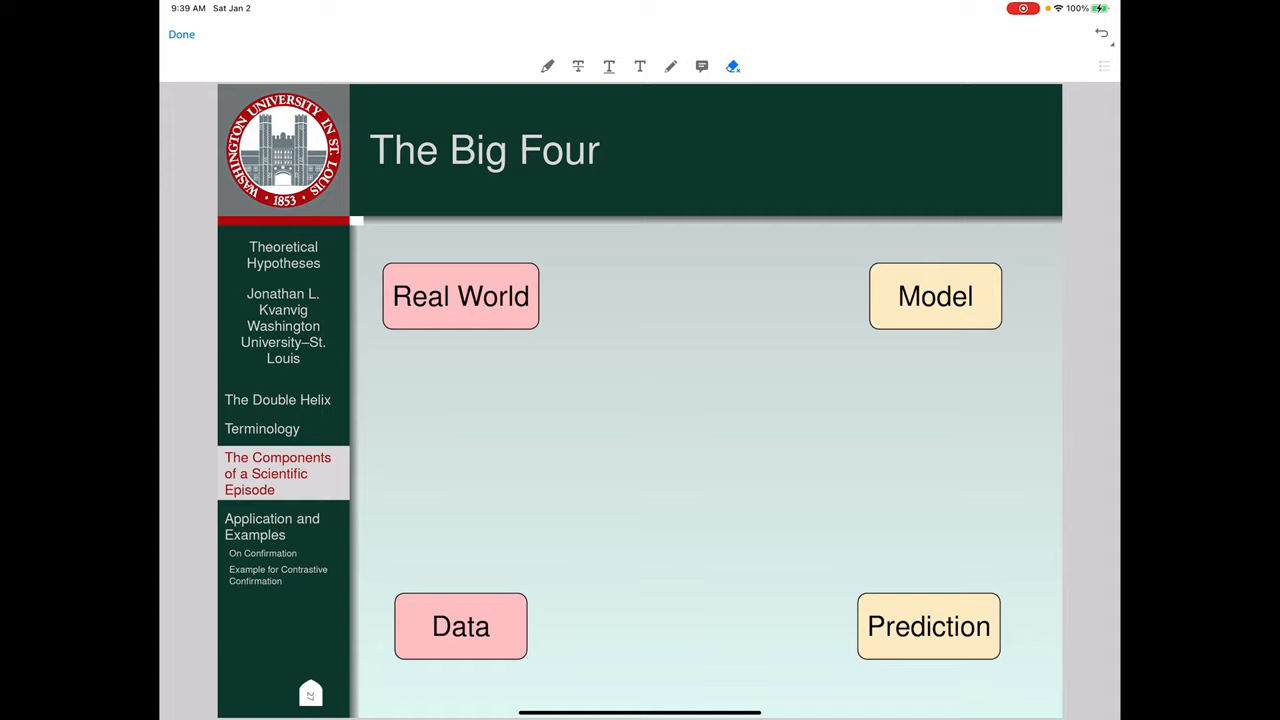 9:39 AM Sat Jan 2
100%
Done
WASHINGTON UNIVERSITY IN ST. LOUIS
1853
The Big Four
Theoretical
Hypotheses
Jonathan L.
Kvanvig
Washington
University–St.
Louis
The Double Helix
Terminology
The Components
of a Scientific
Episode
Application and
Examples
On Confirmation
Example for Contrastive
Confirmation
27
Real World
Model
Data
Prediction